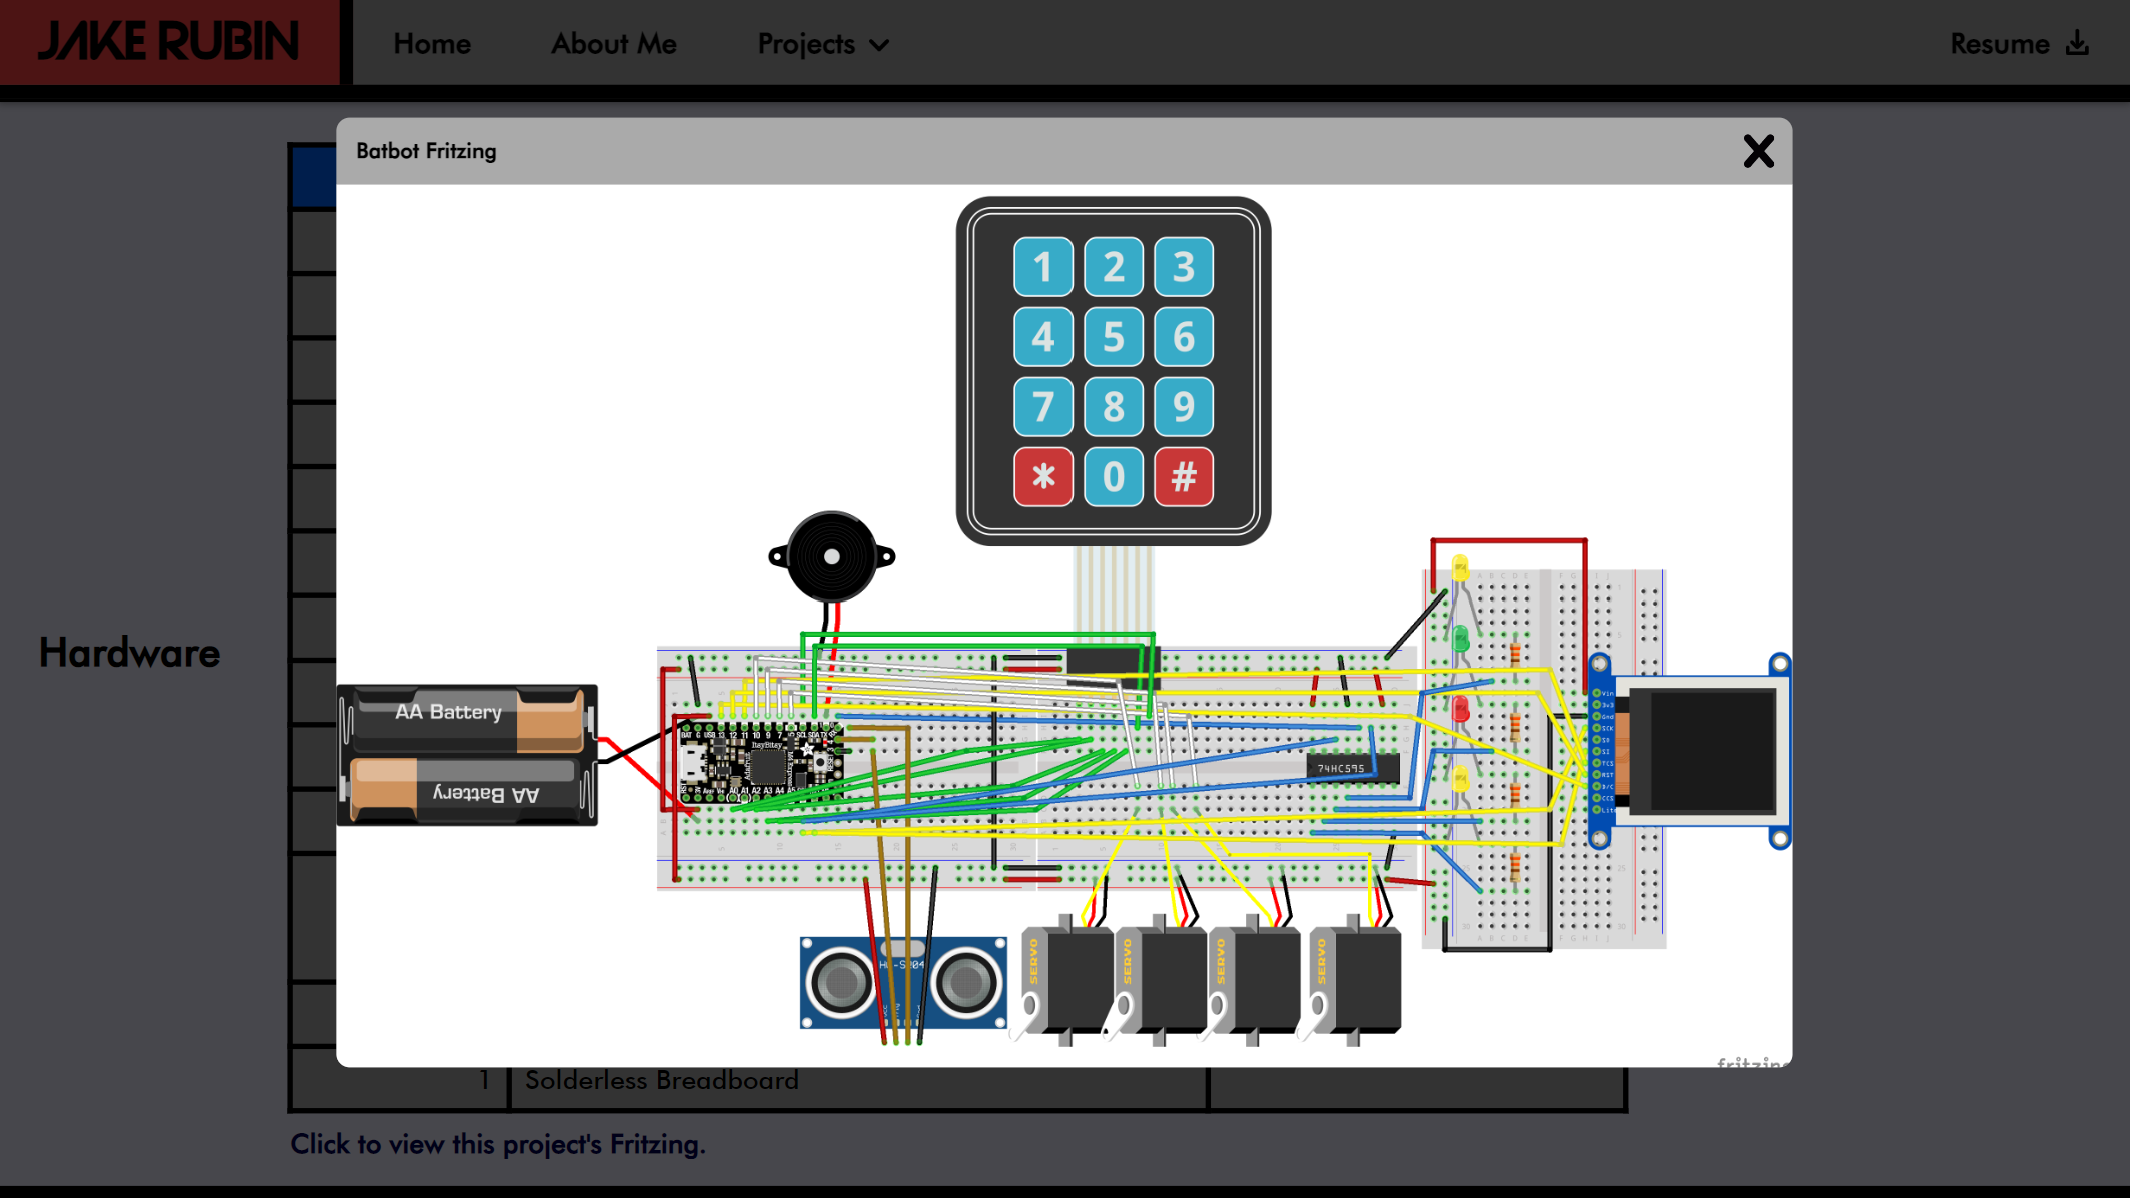 JAKE RUBIN
Home
About Me
Projects
Resume
Batbot Fritzing
1 2 3
4 5 6
7 8 9
* 0 #
Hardware
AA Battery
AA Battery
74HC595
SERVO
SERVO
SERVO
SERVO
fritzing
1 Solderless Breadboard
Click to view this project's Fritzing.